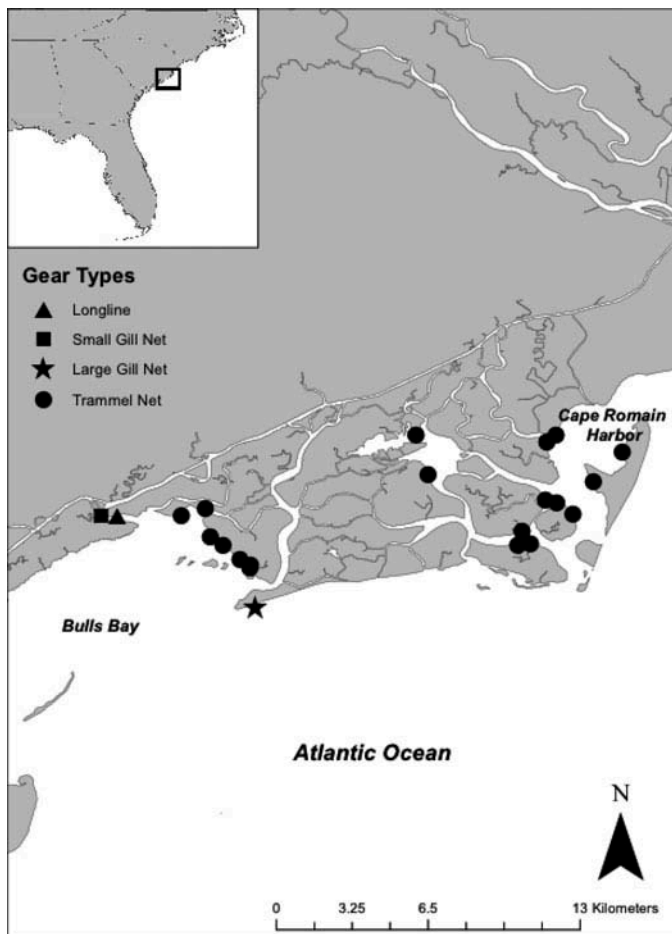 Gear Types
Longline
Small Gill Net
Large Gill Net
Trammel Net
Cape Romain
Harbor
Bulls Bay
Atlantic Ocean
N
0 3.25 6.5 13 Kilometers